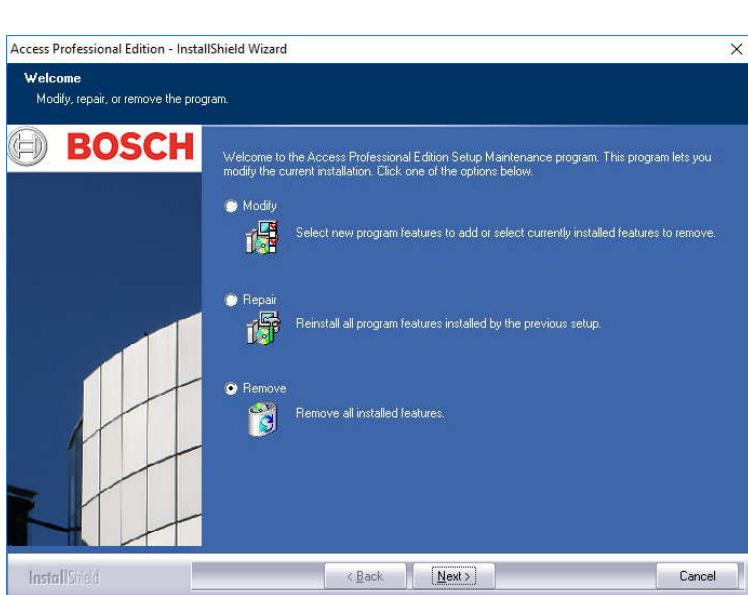 Access Professional Edition - InstallShield Wizard
Welcome
Modify, repair, or remove the program.
BOSCH
Welcome to the Access Professional Edition Setup Maintenance program. This program lets you
modify the current installation. Click one of the options below.
Modify
Select new program features to add or select currently installed features to remove.
Repair
Reinstall all program features installed by the previous setup.
Remove
Remove all installed features.
InstallShield
< Back
Next >
Cancel